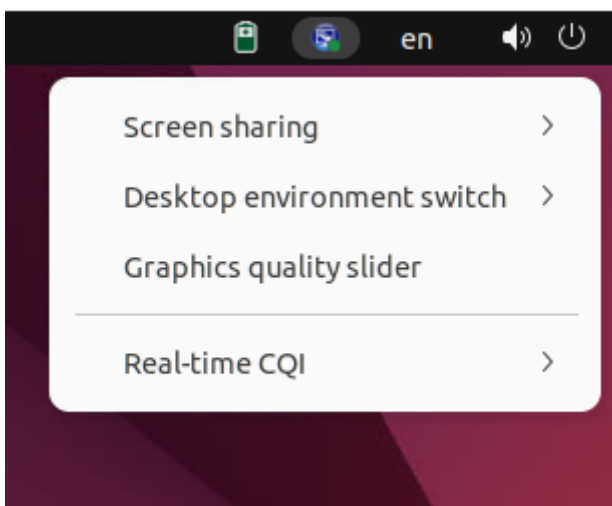 en
Screen sharing
Desktop environment switch
Graphics quality slider
Real-time CQI